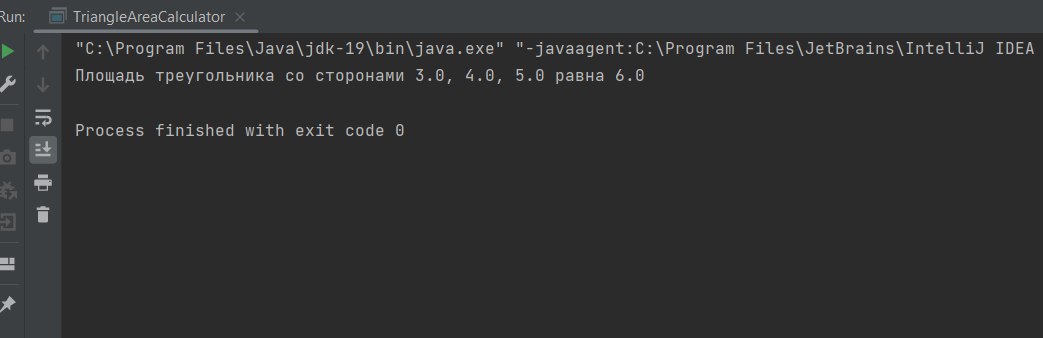 Run: TriangleAreaCalculator ×
"C:\Program Files\Java\jdk-19\bin\java.exe" "-javaagent:C:\Program Files\JetBrains\IntelliJ IDEA
Площадь треугольника со сторонами 3.0, 4.0, 5.0 равна 6.0
Process finished with exit code 0